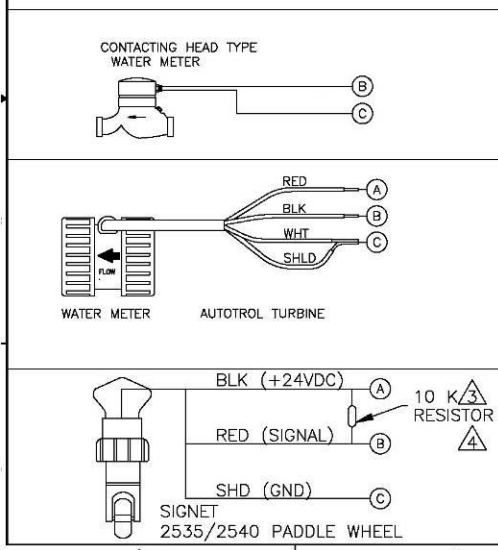 CONTACTING HEAD TYPE
WATER METER
B
C
RED
A
BLK
B
WHT
C
SHLD
FLOW
WATER METER
AUTOTROL TURBINE
BLK (+24VDC)
A
10 K 3
RESISTOR
4
RED (SIGNAL)
B
SHD (GND)
C
SIGNET
2535/2540 PADDLE WHEEL